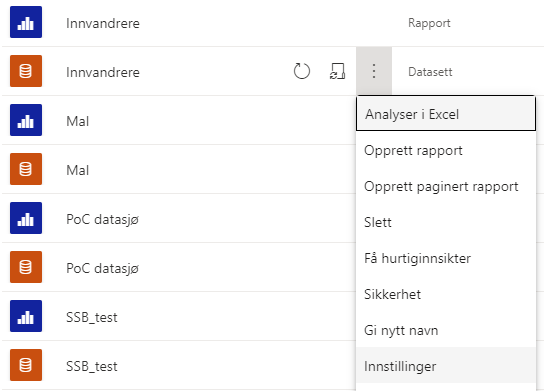 Innvandrere Rapport
Innvandrere Datasett
Mal
Analyser i Excel
Opprett rapport
Mal
Opprett paginert rapport
PoC datasjø
Slett
PoC datasjø
Få hurtiginnsikter
Sikkerhet
SSB_test
Gi nytt navn
SSB_test
Innstillinger